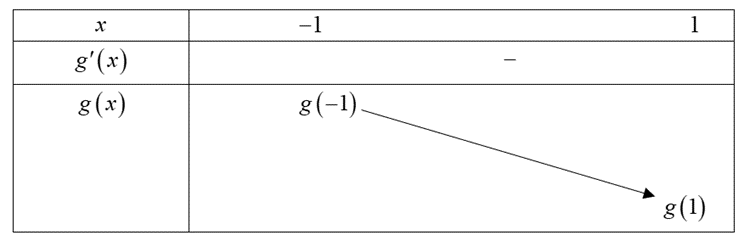 x –1 1
g′(x) –
g(x) g(–1)
g(1)